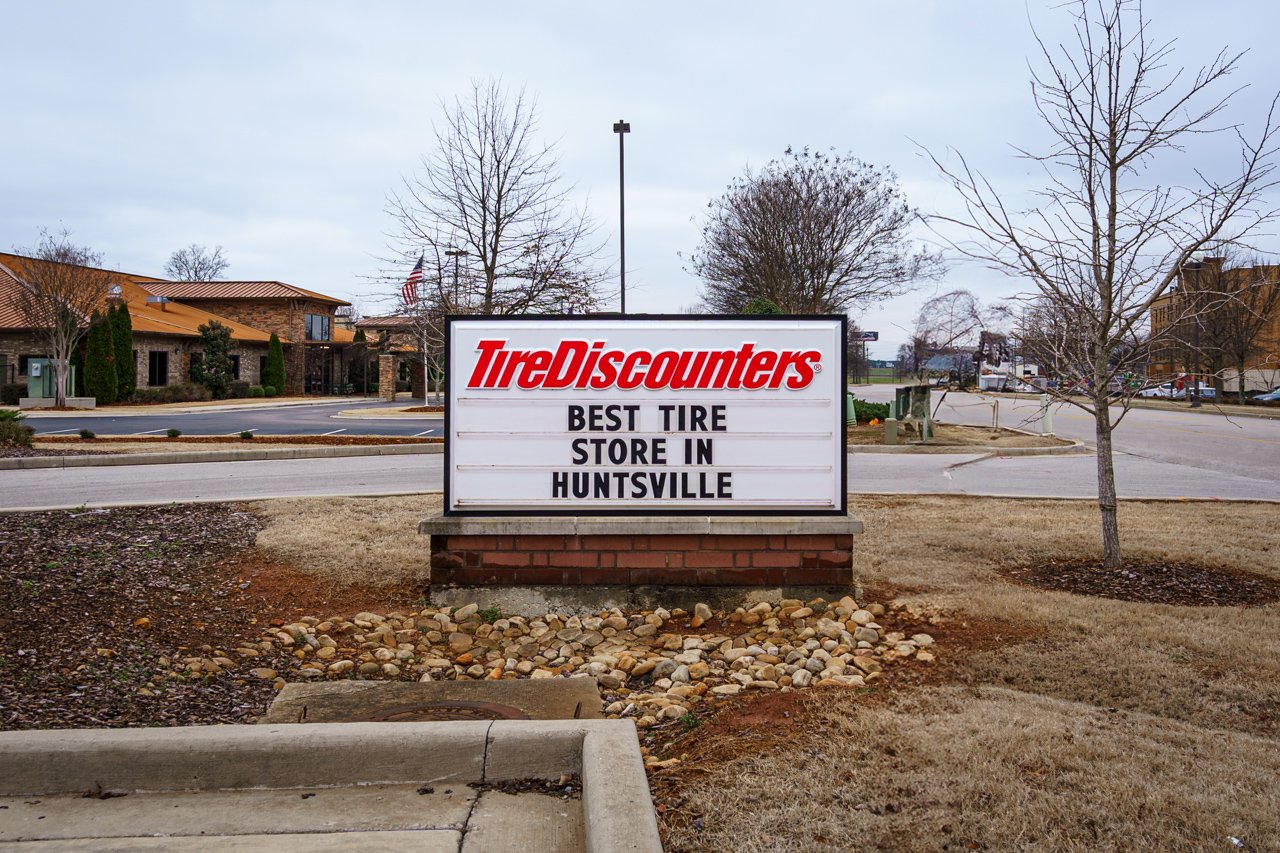 TireDiscounters®
BEST TIRE
STORE IN
HUNTSVILLE